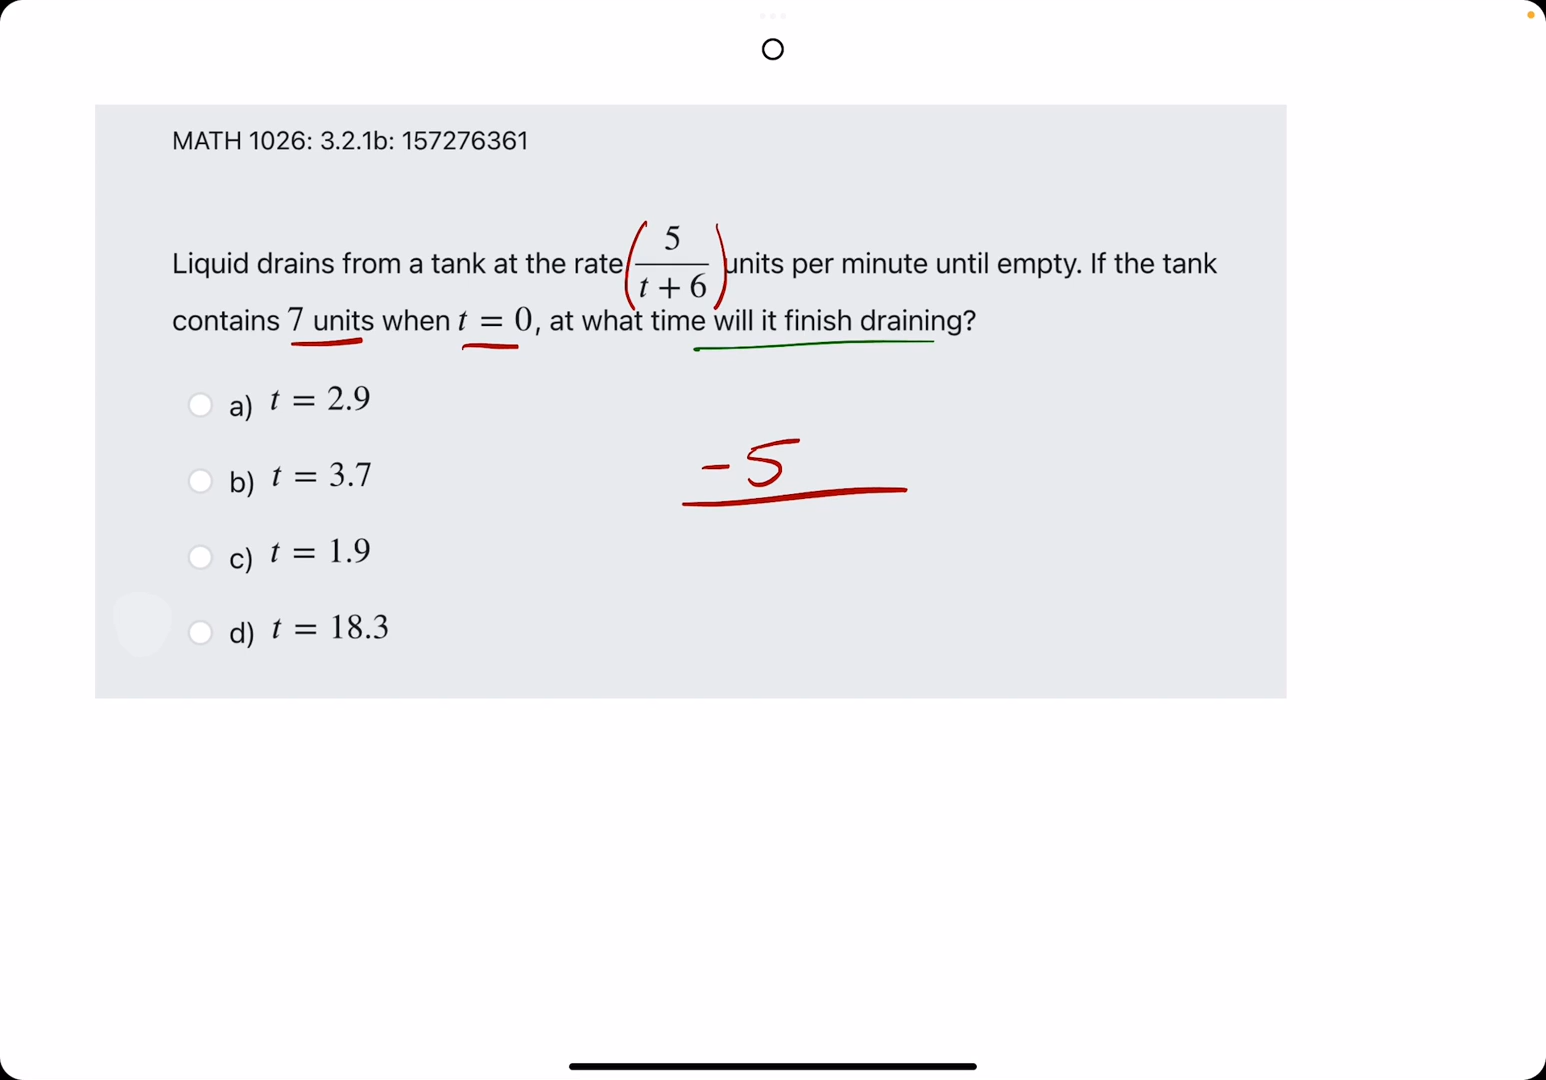 MATH 1026: 3.2.1b: 157276361
Liquid drains from a tank at the rate (5/(t + 6)) units per minute until empty. If the tank
contains 7 units when t = 0, at what time will it finish draining?
a) t = 2.9
b) t = 3.7
-5
c) t = 1.9
d) t = 18.3